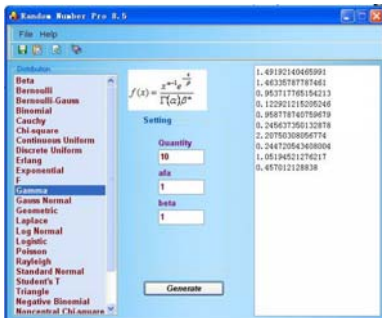 Random Number Pro 8.5
File Help
Distribution
Beta
Bernoulli
Bernoulli-Gauss
Binomial
Cauchy
Chi-square
Continuous Uniform
Discrete Uniform
Erlang
Exponential
F
Gamma
Gauss Normal
Geometric
Laplace
Log Normal
Logistic
Poisson
Rayleigh
Standard Normal
Student's T
Triangle
Negative Binomial
Noncentral Chi-square
Setting
Quantity
10
afa
1
beta
1
Generate
1.49192140465991
1.46335787787461
0.953717765154213
0.122921215205246
0.958778740759679
0.245637350132878
2.20750308056774
0.244720543608004
1.05194521276217
0.457012128838